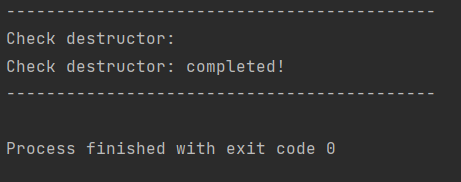 -------------------------------------------
Check destructor:
Check destructor: completed!
-------------------------------------------
Process finished with exit code 0